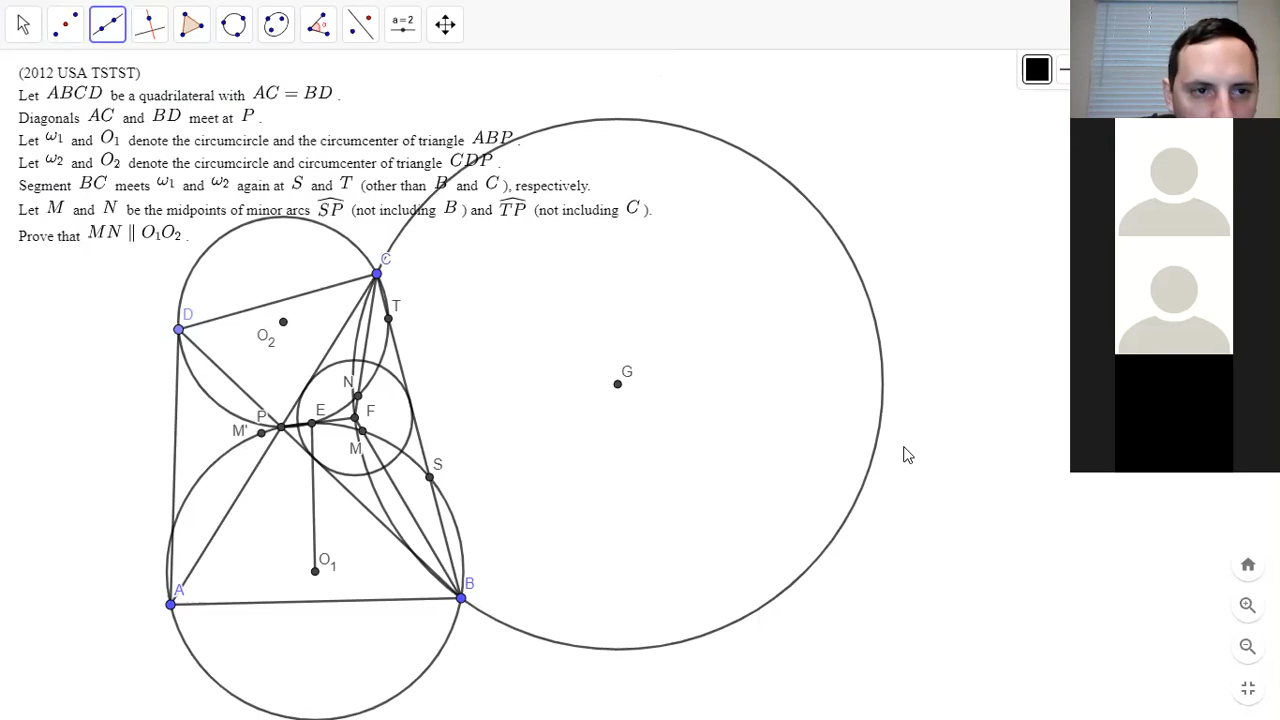 a=2
(2012 USA TSTST)
Let ABCD be a quadrilateral with AC = BD .
Diagonals AC and BD meet at P .
Let ω1 and O1 denote the circumcircle and the circumcenter of triangle ABP .
Let ω2 and O2 denote the circumcircle and circumcenter of triangle CDP .
Segment BC meets ω1 and ω2 again at S and T (other than B and C ), respectively.
Let M and N be the midpoints of minor arcs SP (not including B ) and TP (not including C ).
Prove that MN ∥ O1O2 .
C
T
D
O2
G
N
E
F
P
M'
M
S
O1
A
B